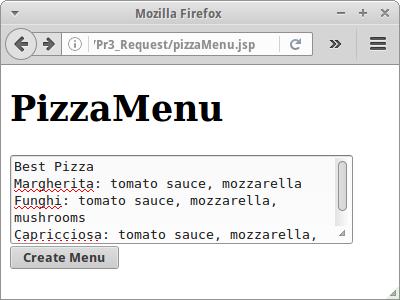 Mozilla Firefox
'Pr3_Request/pizzaMenu.jsp
PizzaMenu
Best Pizza
Margherita: tomato sauce, mozzarella
Funghi: tomato sauce, mozzarella,
mushrooms
Capricciosa: tomato sauce, mozzarella,
Create Menu